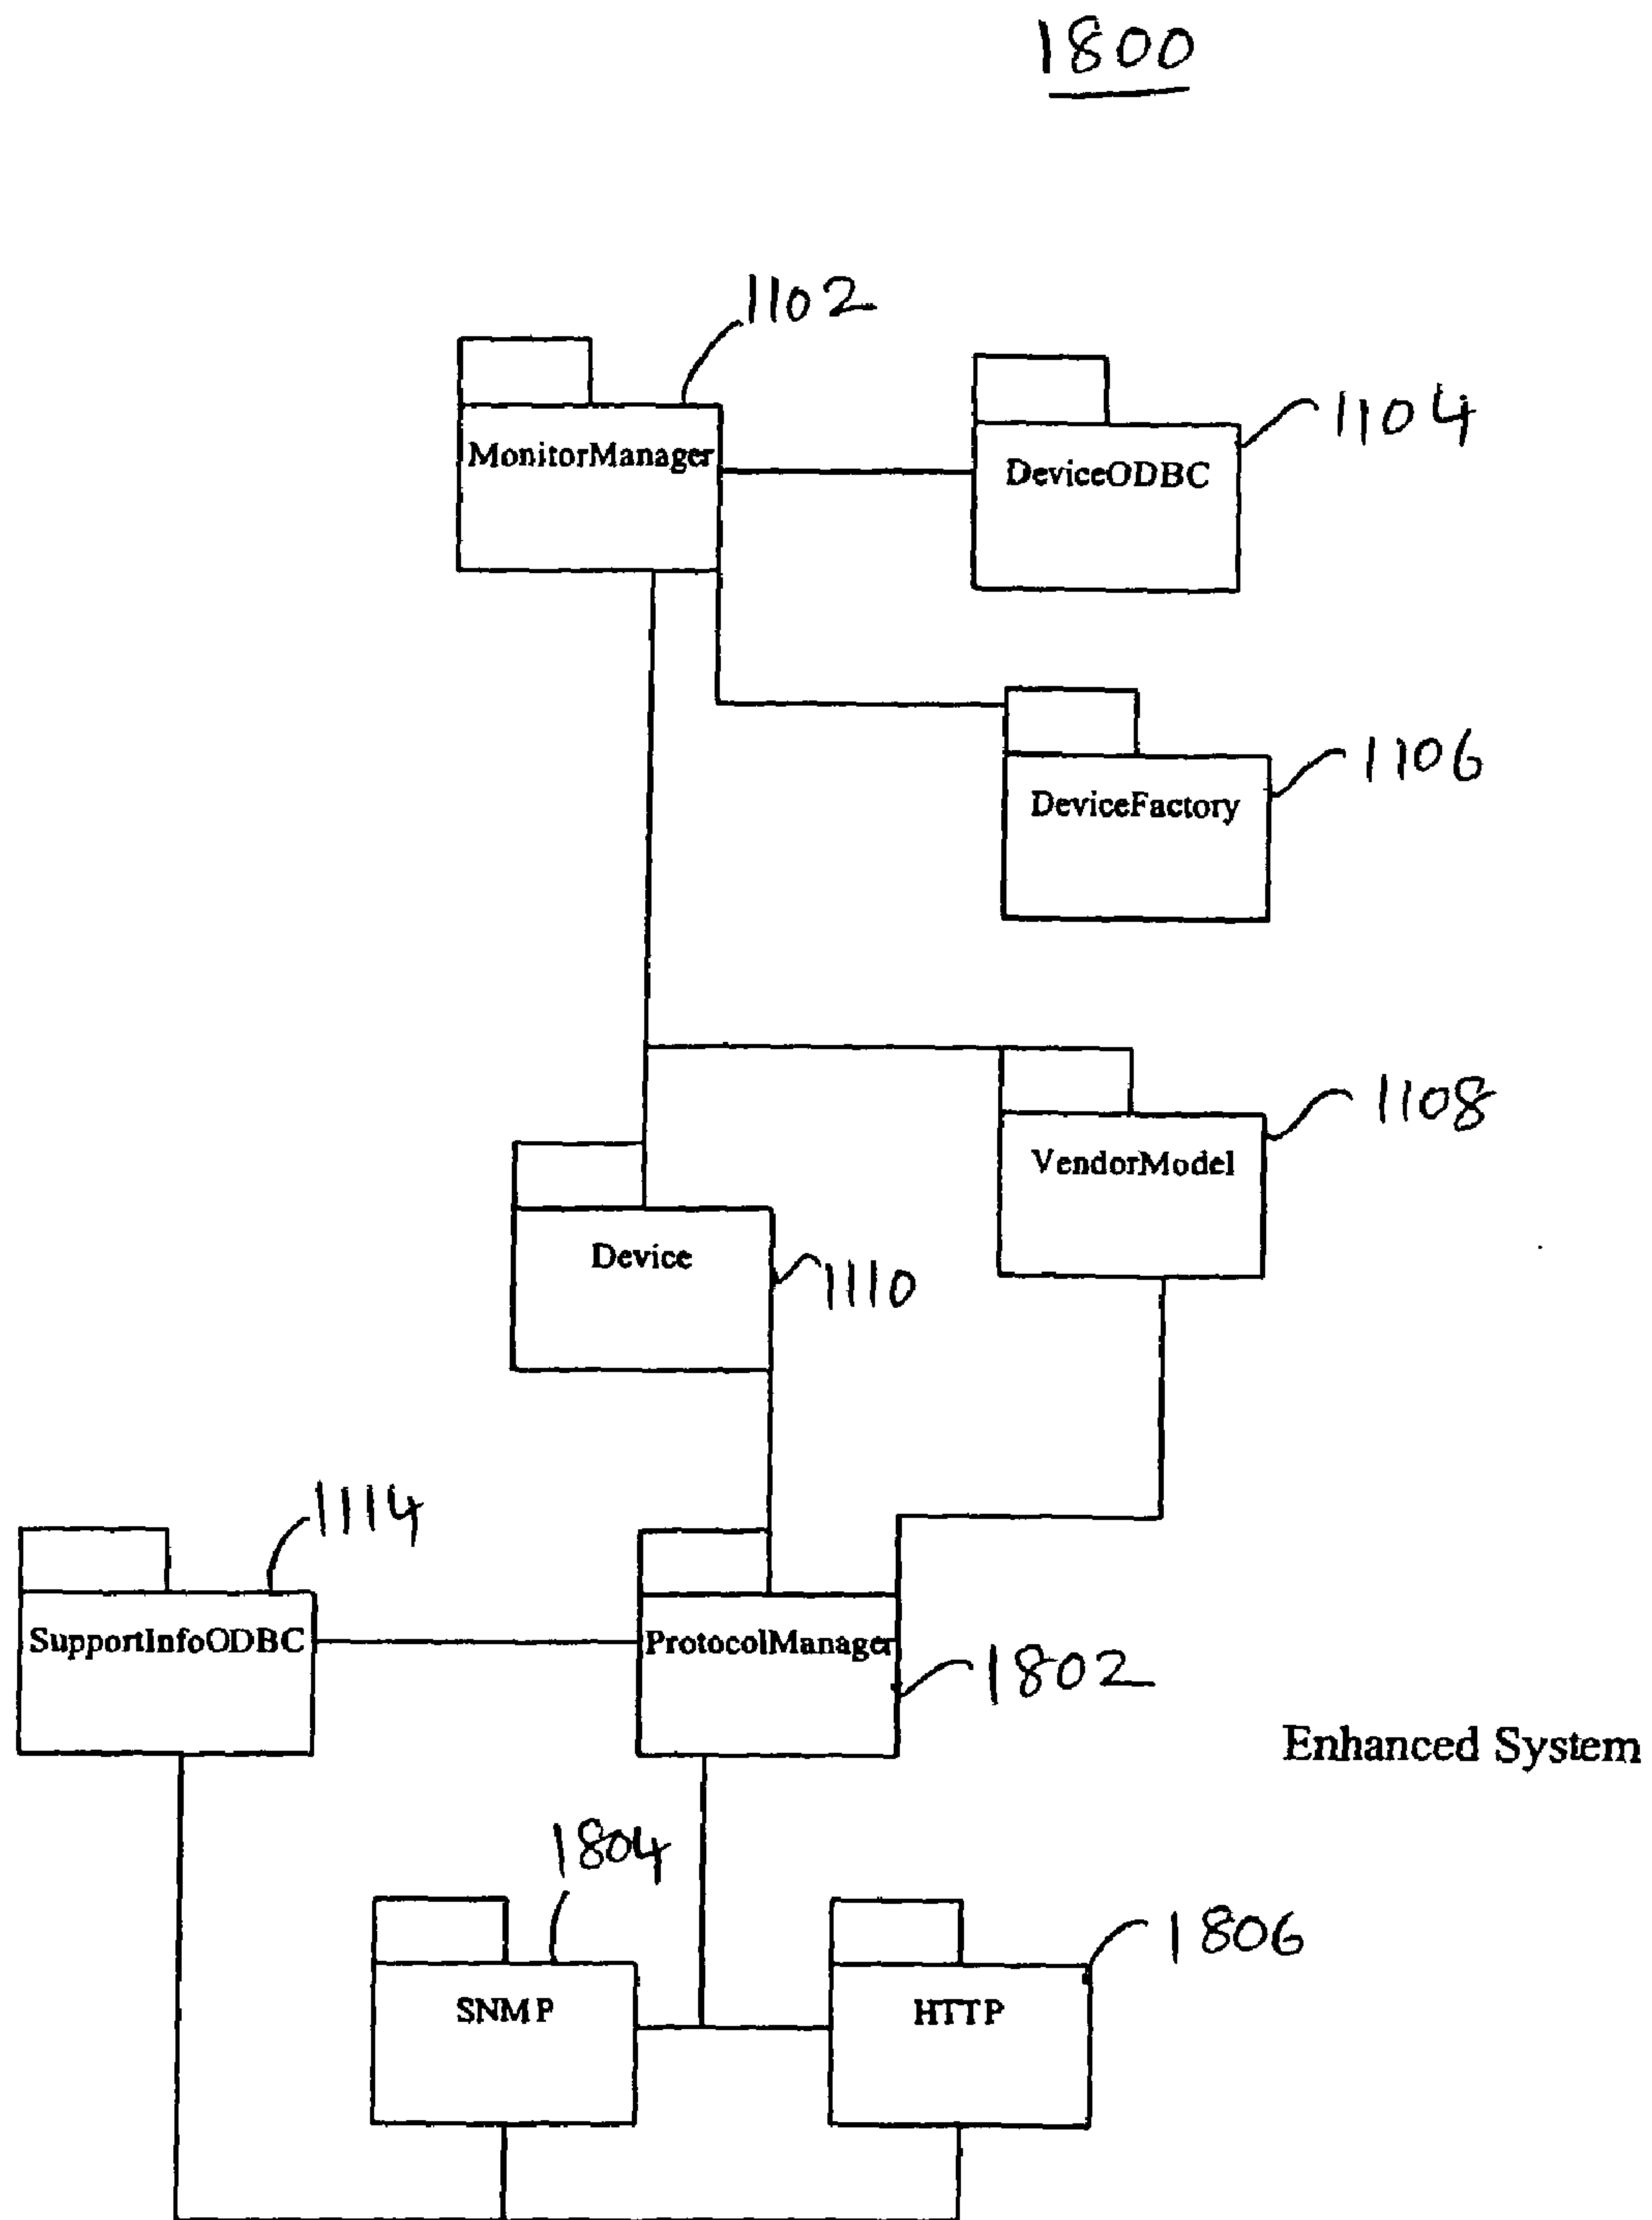 1800
1102
MonitorManager
DeviceODBC
1104
DeviceFactory
1106
VendorModel
1108
Device
1110
1114
SupportInfoODBC
ProtocolManager
1802
Enhanced System
1804
SNMP
HTTP
1806